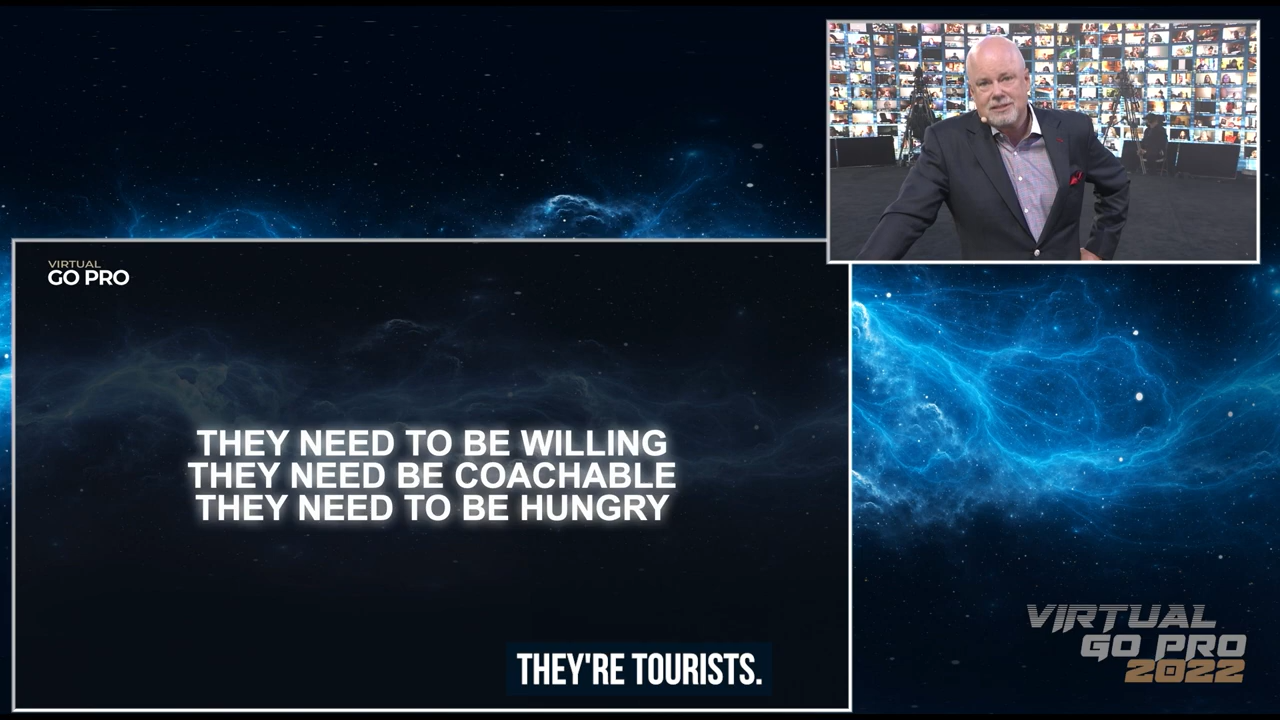 VIRTUAL
GO PRO
THEY NEED TO BE WILLING
THEY NEED BE COACHABLE
THEY NEED TO BE HUNGRY
THEY'RE TOURISTS.
VIRTUAL
GO PRO
2022